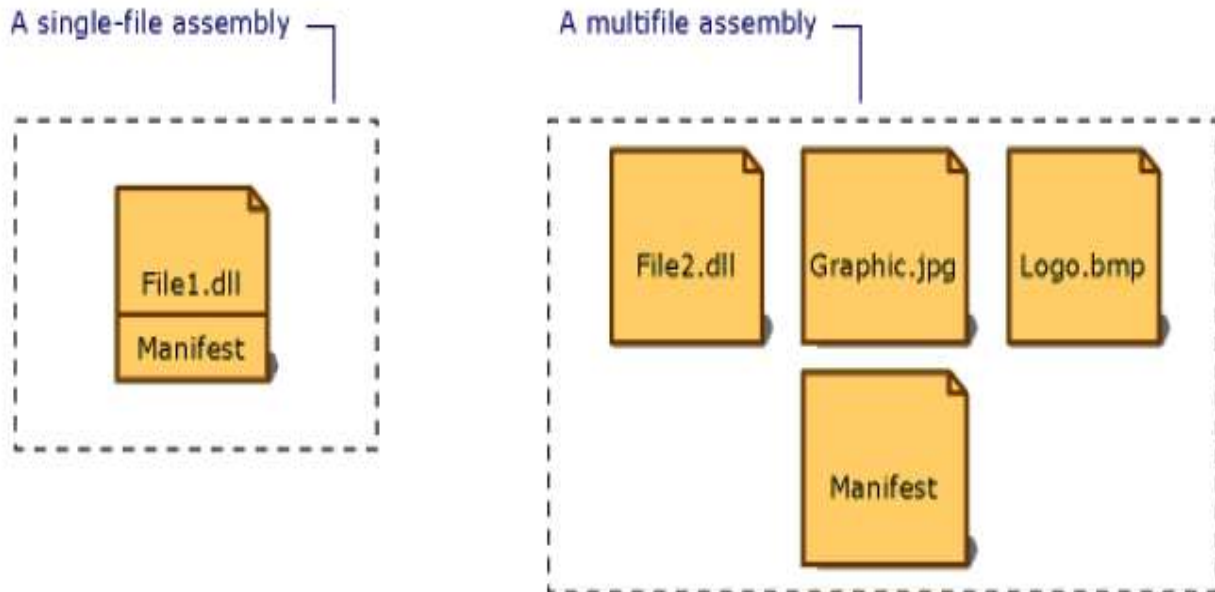 A single-file assembly
A multifile assembly
File1.dll
Manifest
File2.dll
Graphic.jpg
Logo.bmp
Manifest